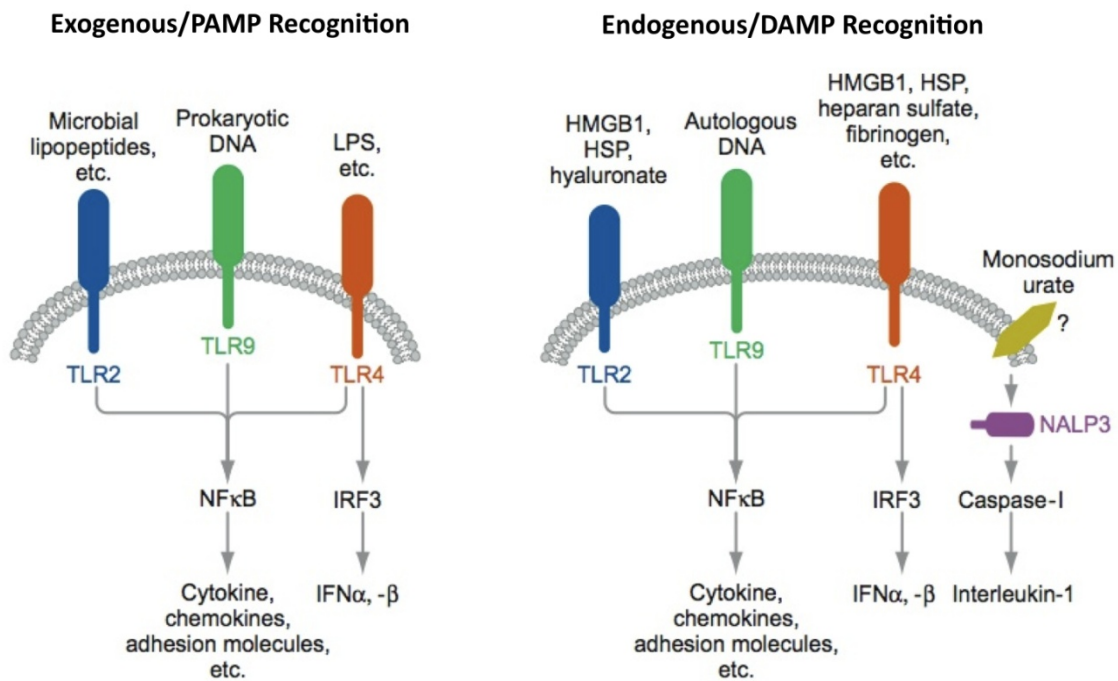 Exogenous/PAMP Recognition
Microbial
lipopeptides,
etc.
Prokaryotic
DNA
LPS,
etc.
TLR2
TLR9
TLR4
NFκB
IRF3
Cytokine,
chemokines,
adhesion molecules,
etc.
IFNα, -β
Endogenous/DAMP Recognition
HMGB1,
HSP,
hyaluronate
Autologous
DNA
HMGB1, HSP,
heparan sulfate,
fibrinogen,
etc.
Monosodium
urate
?
TLR2
TLR9
TLR4
NALP3
NFκB
IRF3
Caspase-I
Cytokine,
chemokines,
adhesion molecules,
etc.
IFNα, -β
Interleukin-1